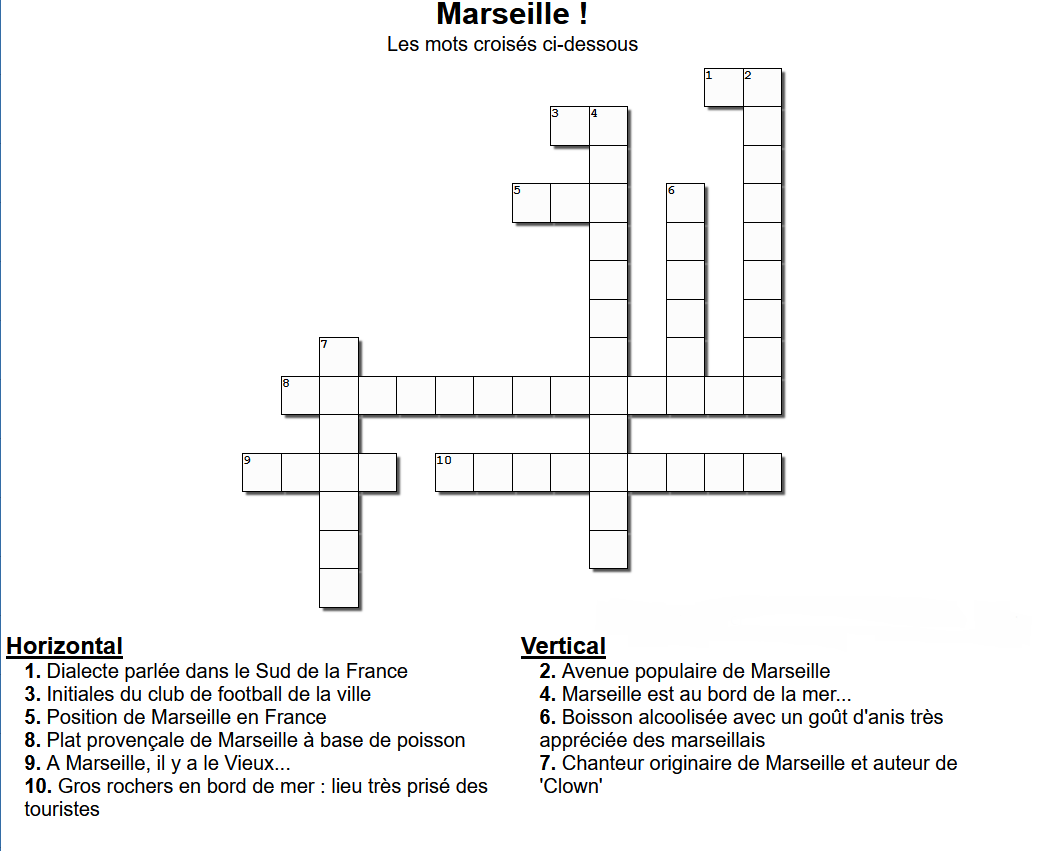 Marseille !
Les mots croisés ci-dessous
1 2
3 4
5 6
7
8
9 10
Horizontal
1. Dialecte parlée dans le Sud de la France
3. Initiales du club de football de la ville
5. Position de Marseille en France
8. Plat provençale de Marseille à base de poisson
9. A Marseille, il y a le Vieux...
10. Gros rochers en bord de mer : lieu très prisé des
touristes
Vertical
2. Avenue populaire de Marseille
4. Marseille est au bord de la mer...
6. Boisson alcoolisée avec un goût d'anis très
appréciée des marseillais
7. Chanteur originaire de Marseille et auteur de
'Clown'